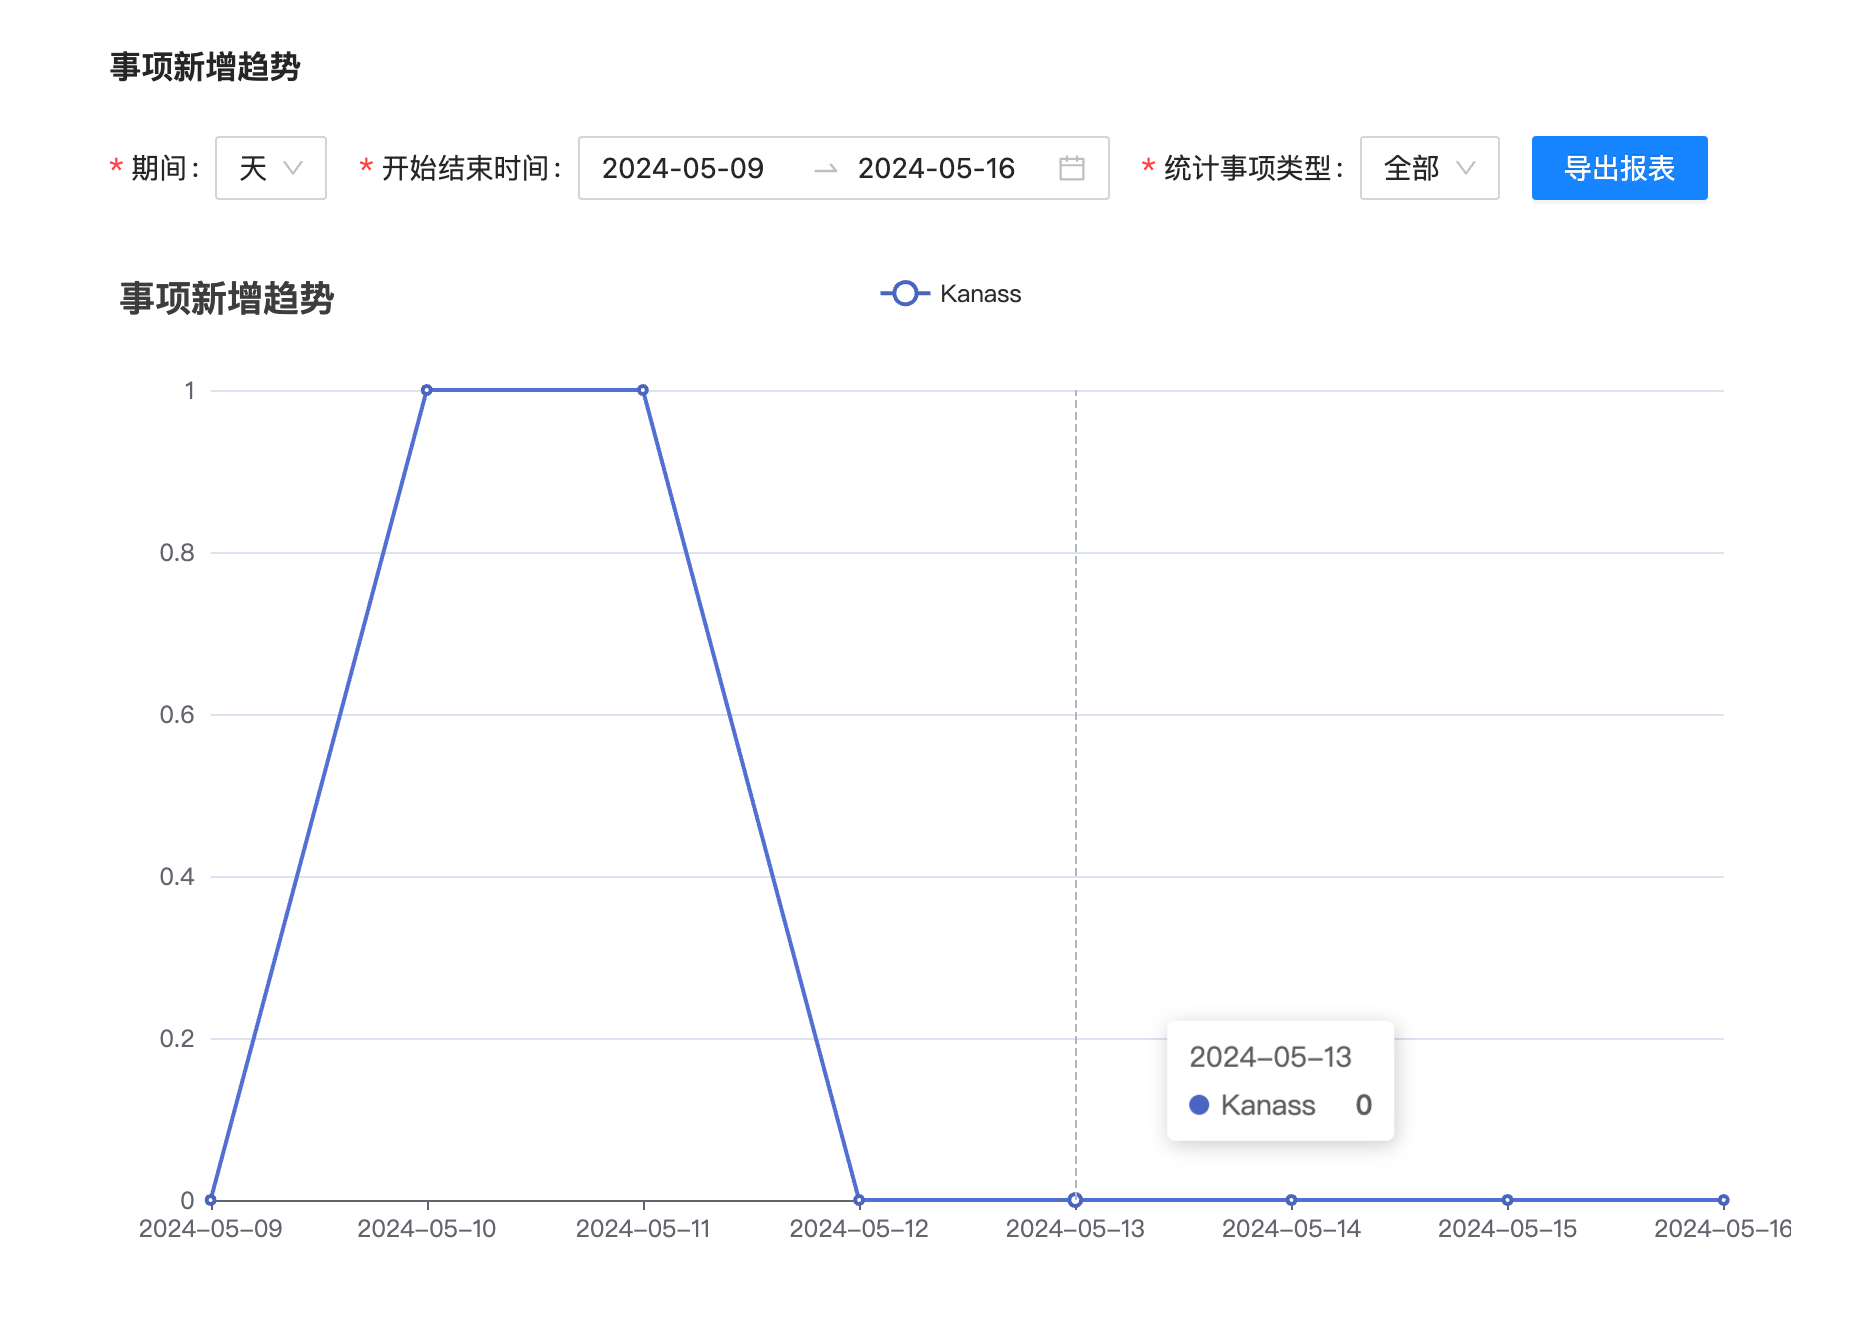 事项新增趋势
* 期间: 天 * 开始结束时间: 2024-05-09 → 2024-05-16 * 统计事项类型: 全部 导出报表
事项新增趋势 Kanass
1
0.8
0.6
0.4
0.2
2024-05-13
Kanass 0
0
2024-05-09 2024-05-10 2024-05-11 2024-05-12 2024-05-13 2024-05-14 2024-05-15 2024-05-16